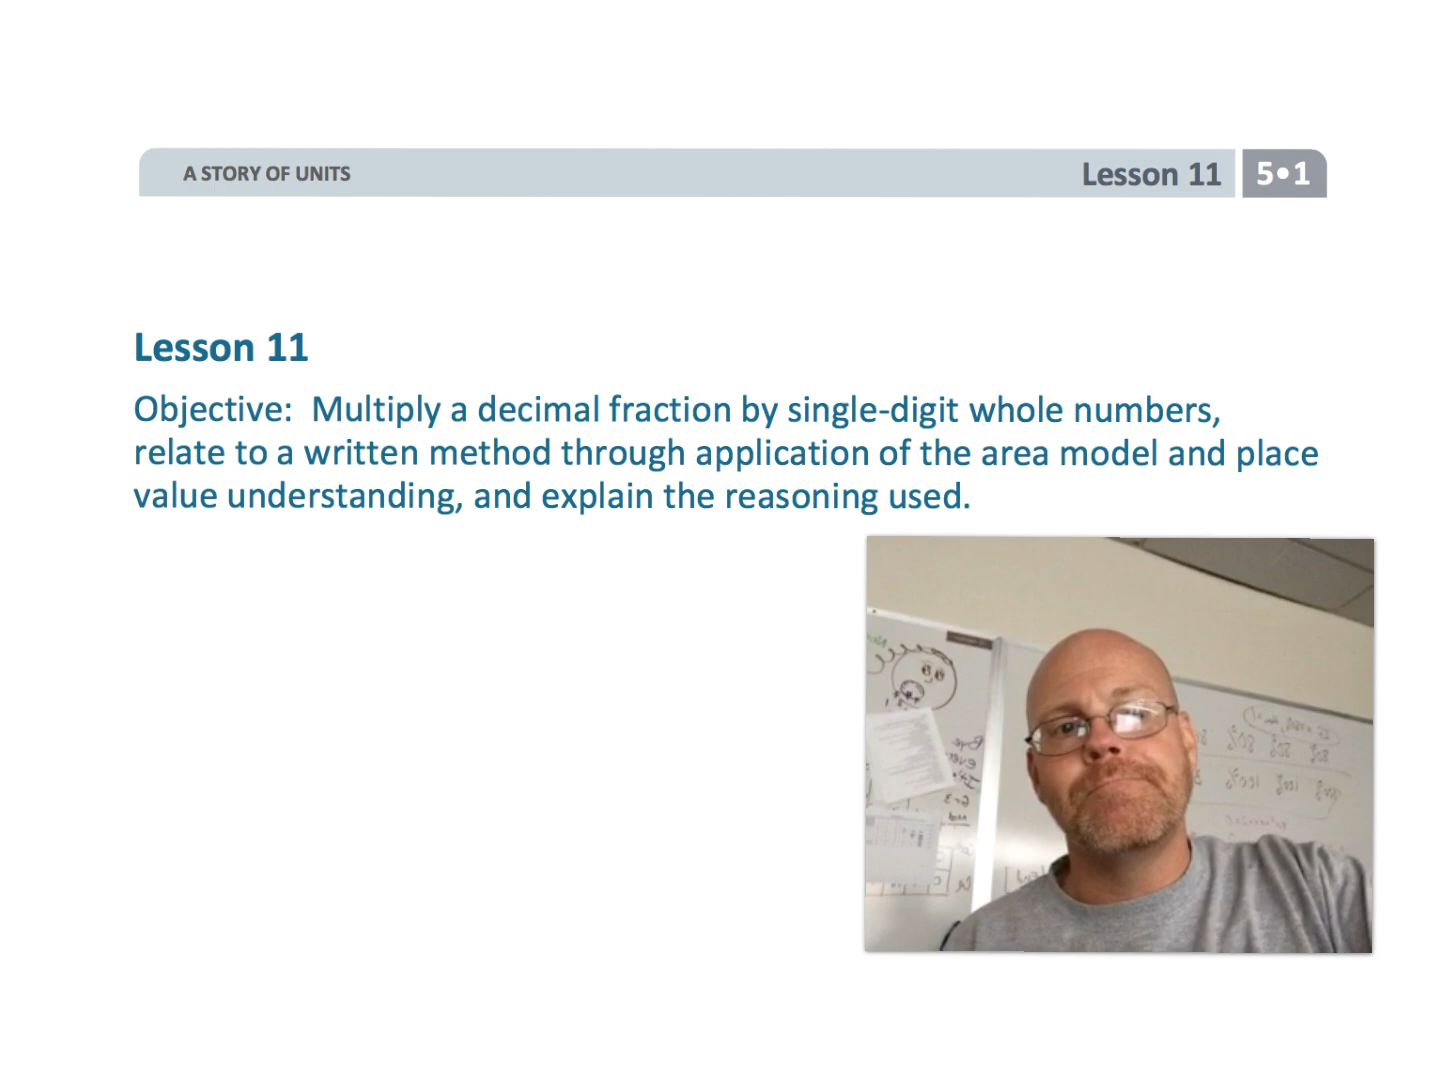 A STORY OF UNITS
Lesson 11
5•1
Lesson 11
Objective: Multiply a decimal fraction by single-digit whole numbers,
relate to a written method through application of the area model and place
value understanding, and explain the reasoning used.